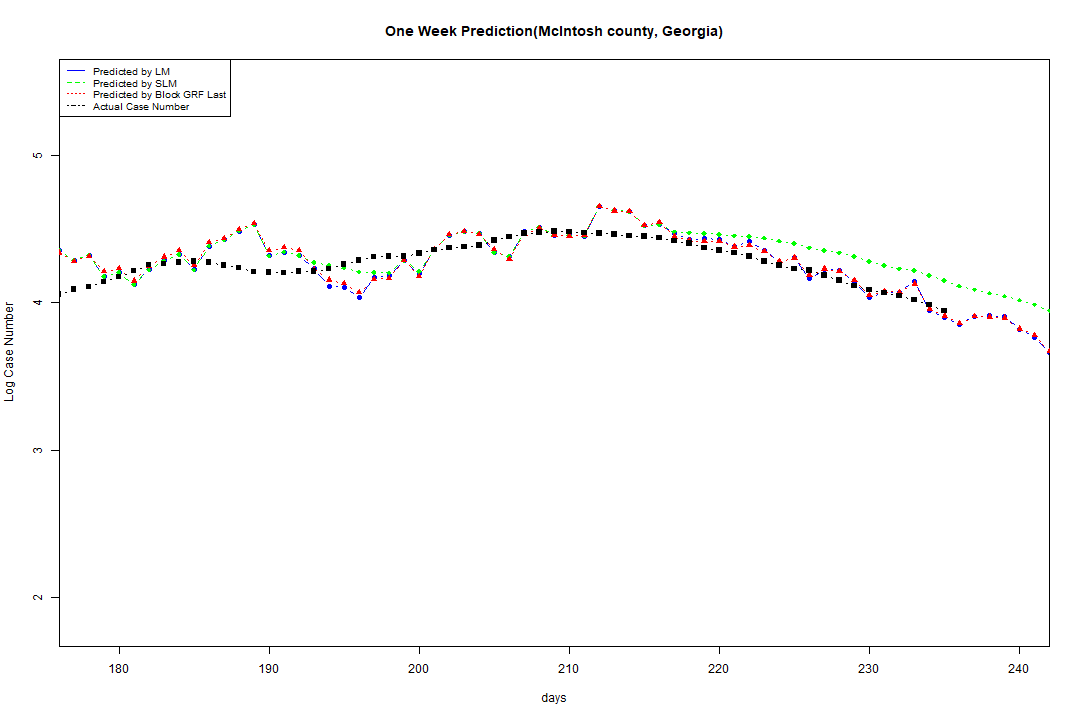 One Week Prediction(McIntosh county, Georgia)
Predicted by LM
Predicted by SLM
Predicted by Block GRF Last
Actual Case Number
5
4
3
2
Log Case Number
180 190 200 210 220 230 240
days